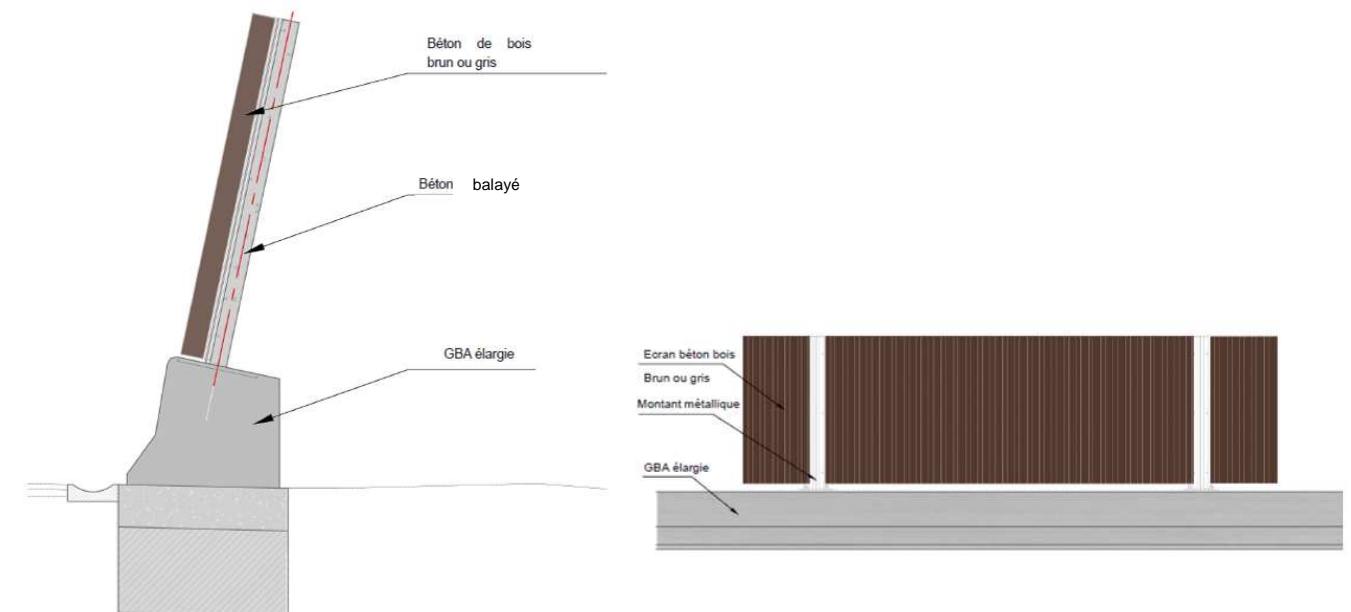 Béton de bois
brun ou gris
Béton balayé
GBA élargie
Ecran béton bois
Brun ou gris
Montant métallique
GBA élargie